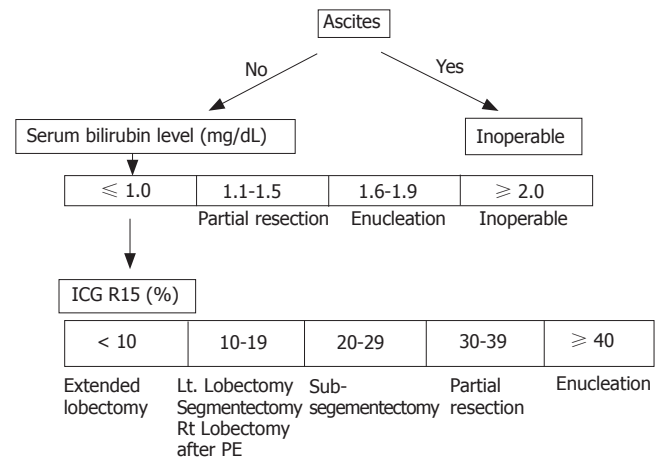 Ascites
No
Yes
Serum bilirubin level (mg/dL)
Inoperable
≤ 1.0
1.1-1.5
1.6-1.9
≥ 2.0
Partial resection
Enucleation
Inoperable
ICG R15 (%)
< 10
10-19
20-29
30-39
≥ 40
Extended
lobectomy
Lt. Lobectomy
Segmentectomy
Rt Lobectomy
after PE
Sub-
segementectomy
Partial
resection
Enucleation